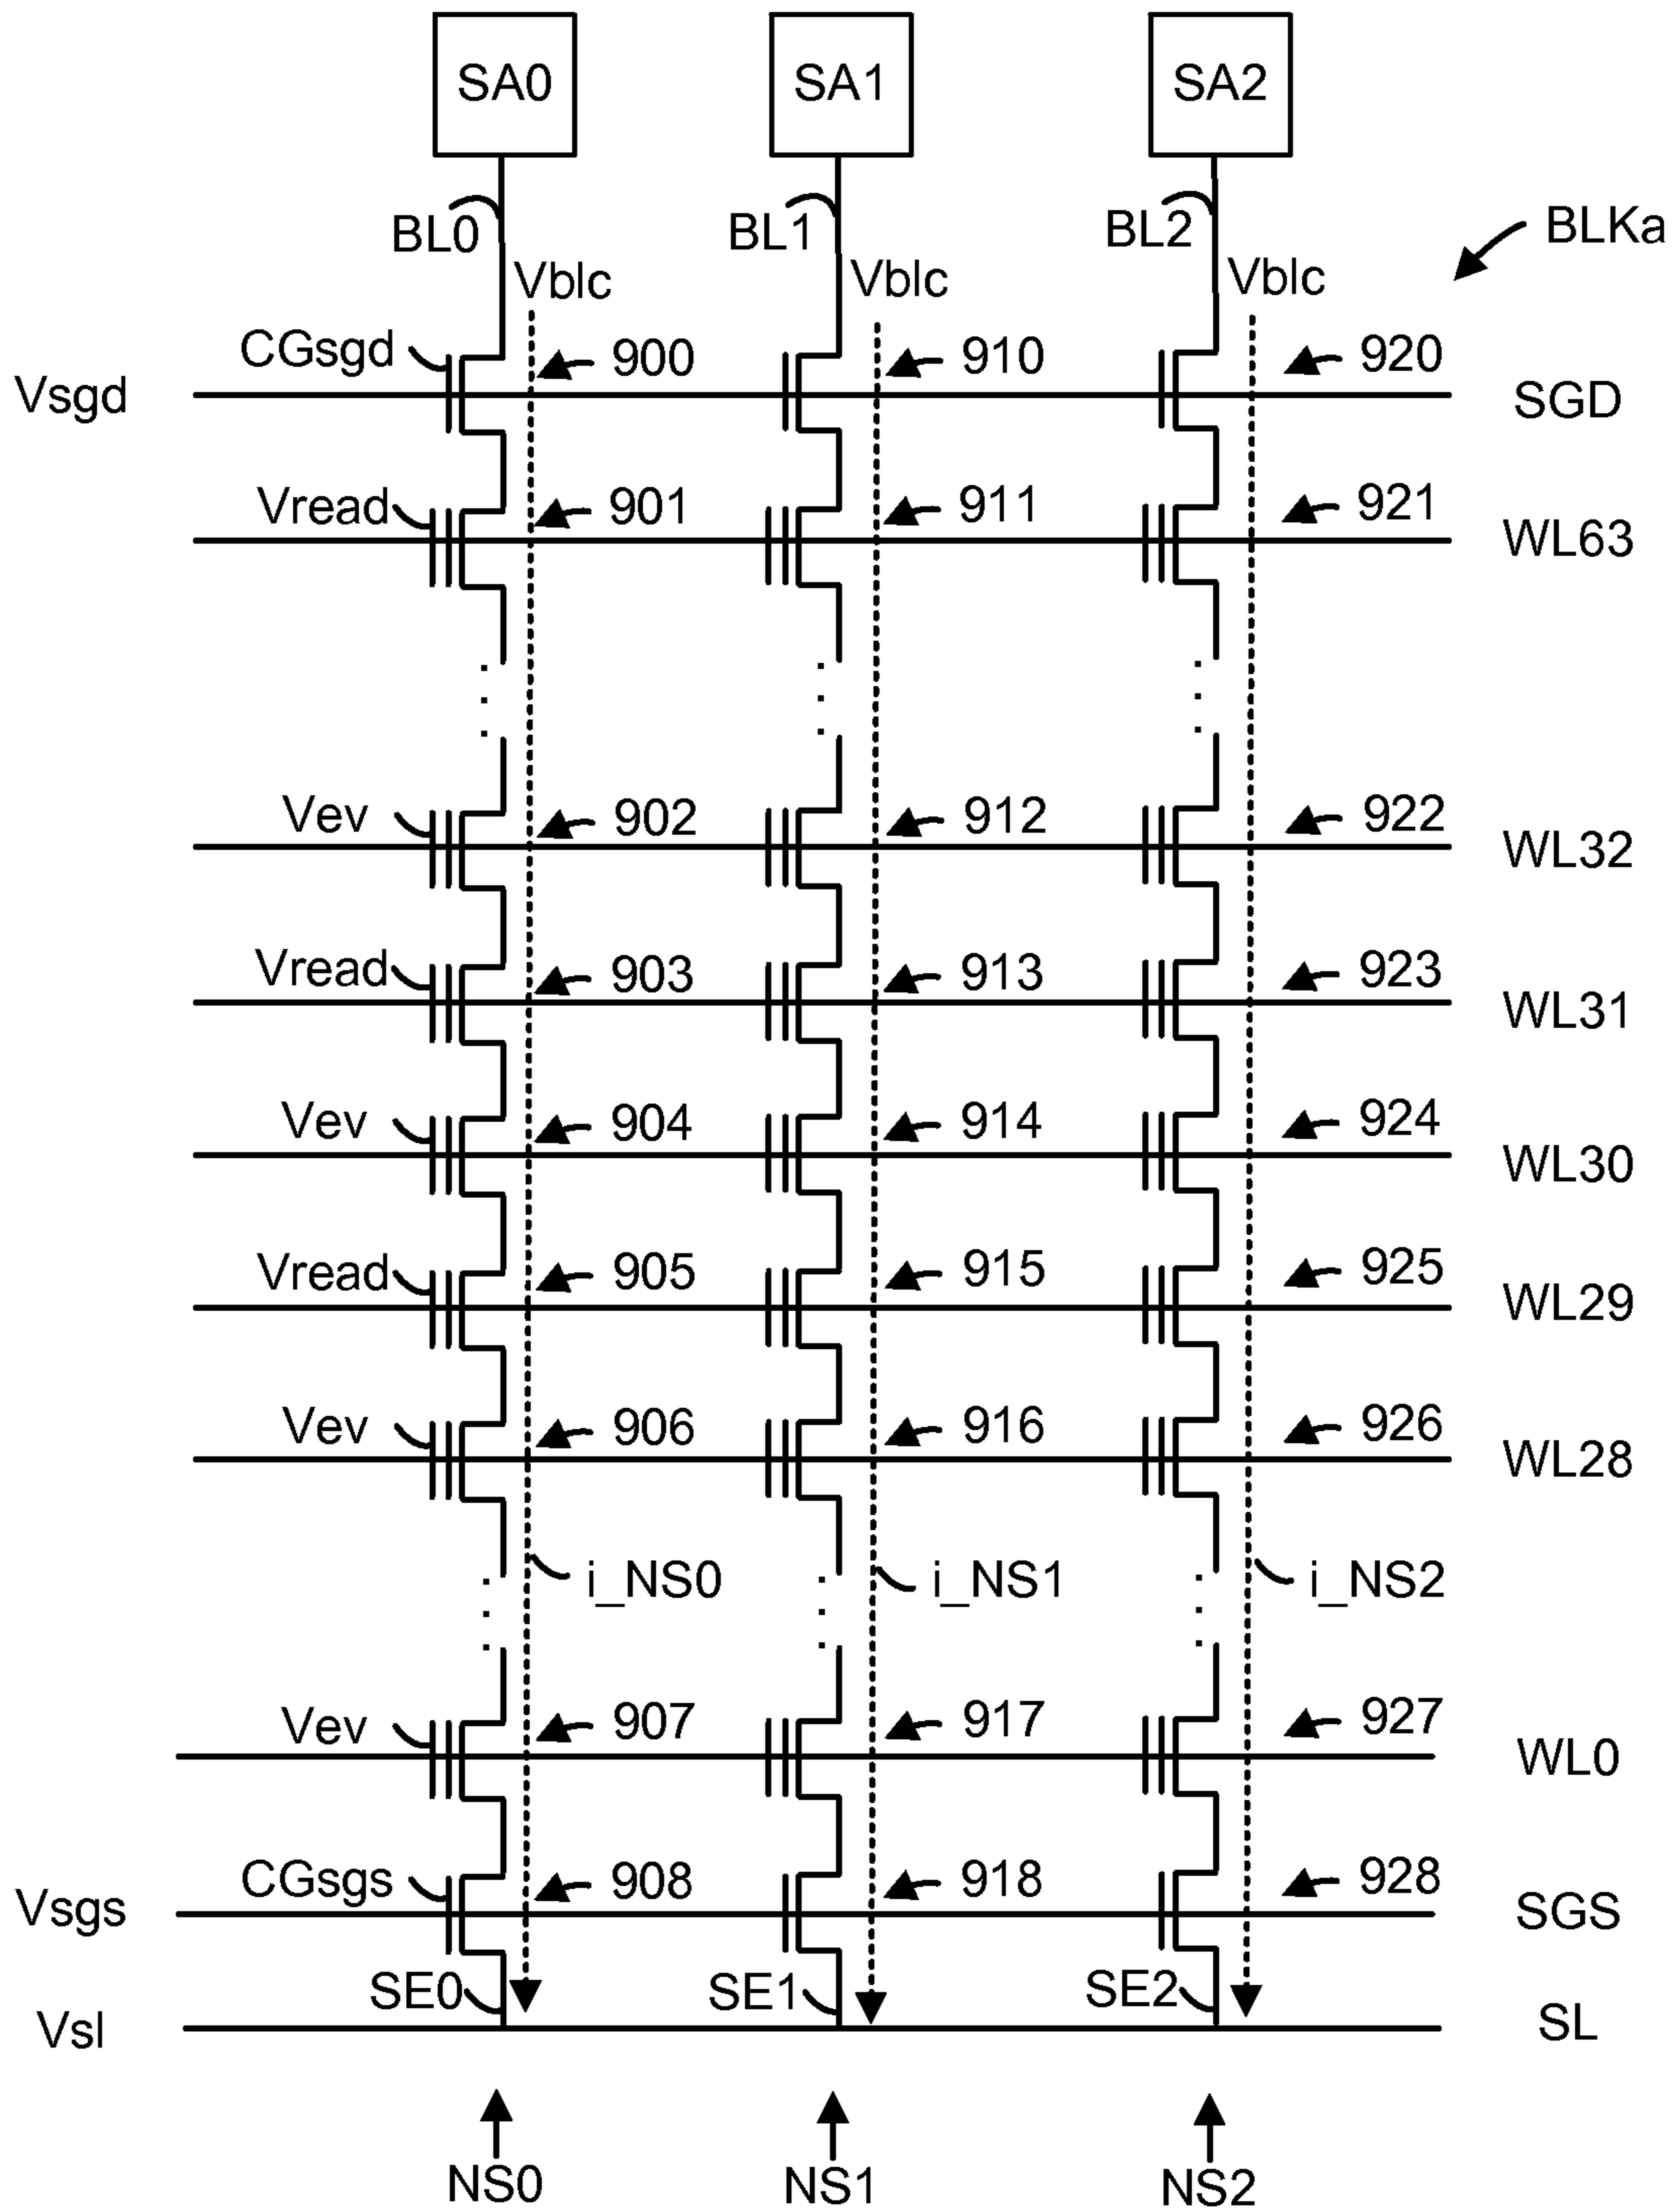 SA0 SA1 SA2
BL0 BL1 BL2 BLKa
Vblc Vblc Vblc
CGsgd 900 910 920
Vsgd SGD
Vread 901 911 921
WL63
Vev 902 912 922
WL32
Vread 903 913 923
WL31
Vev 904 914 924
WL30
Vread 905 915 925
WL29
Vev 906 916 926
WL28
i_NS0 i_NS1 i_NS2
Vev 907 917 927
WL0
CGsgs 908 918 928
Vsgs SGS
SE0 SE1 SE2
Vsl SL
NS0 NS1 NS2